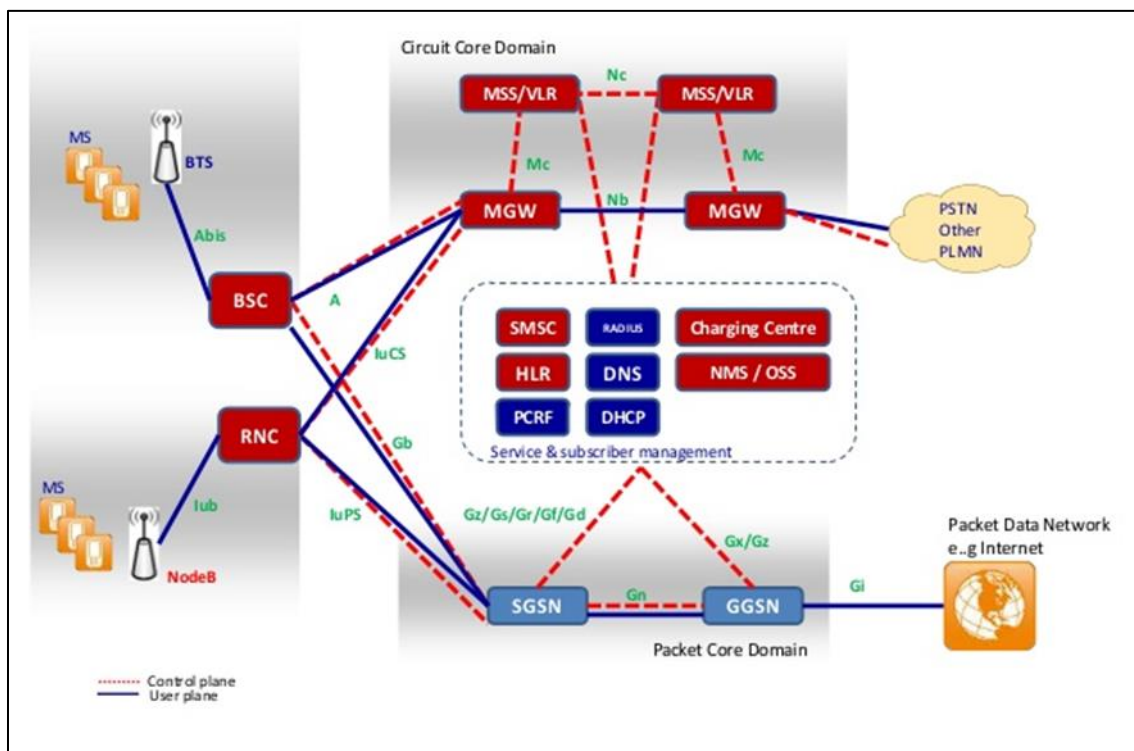 Circuit Core Domain
MSS/VLR
Nc
MSS/VLR
MS
BTS
Mc
Mc
MGW
Nb
MGW
PSTN
Other
PLMN
Abis
BSC
A
SMSC
RADIUS
Charging Centre
IuCS
HLR
DNS
NMS / OSS
RNC
PCRF
DHCP
Gb
Service & subscriber management
MS
Iub
IuPS
Gz/Gs/Gr/Gf/Gd
Gx/Gz
Packet Data Network
e..g Internet
NodeB
SGSN
Gn
GGSN
Gi
Packet Core Domain
Control plane
User plane